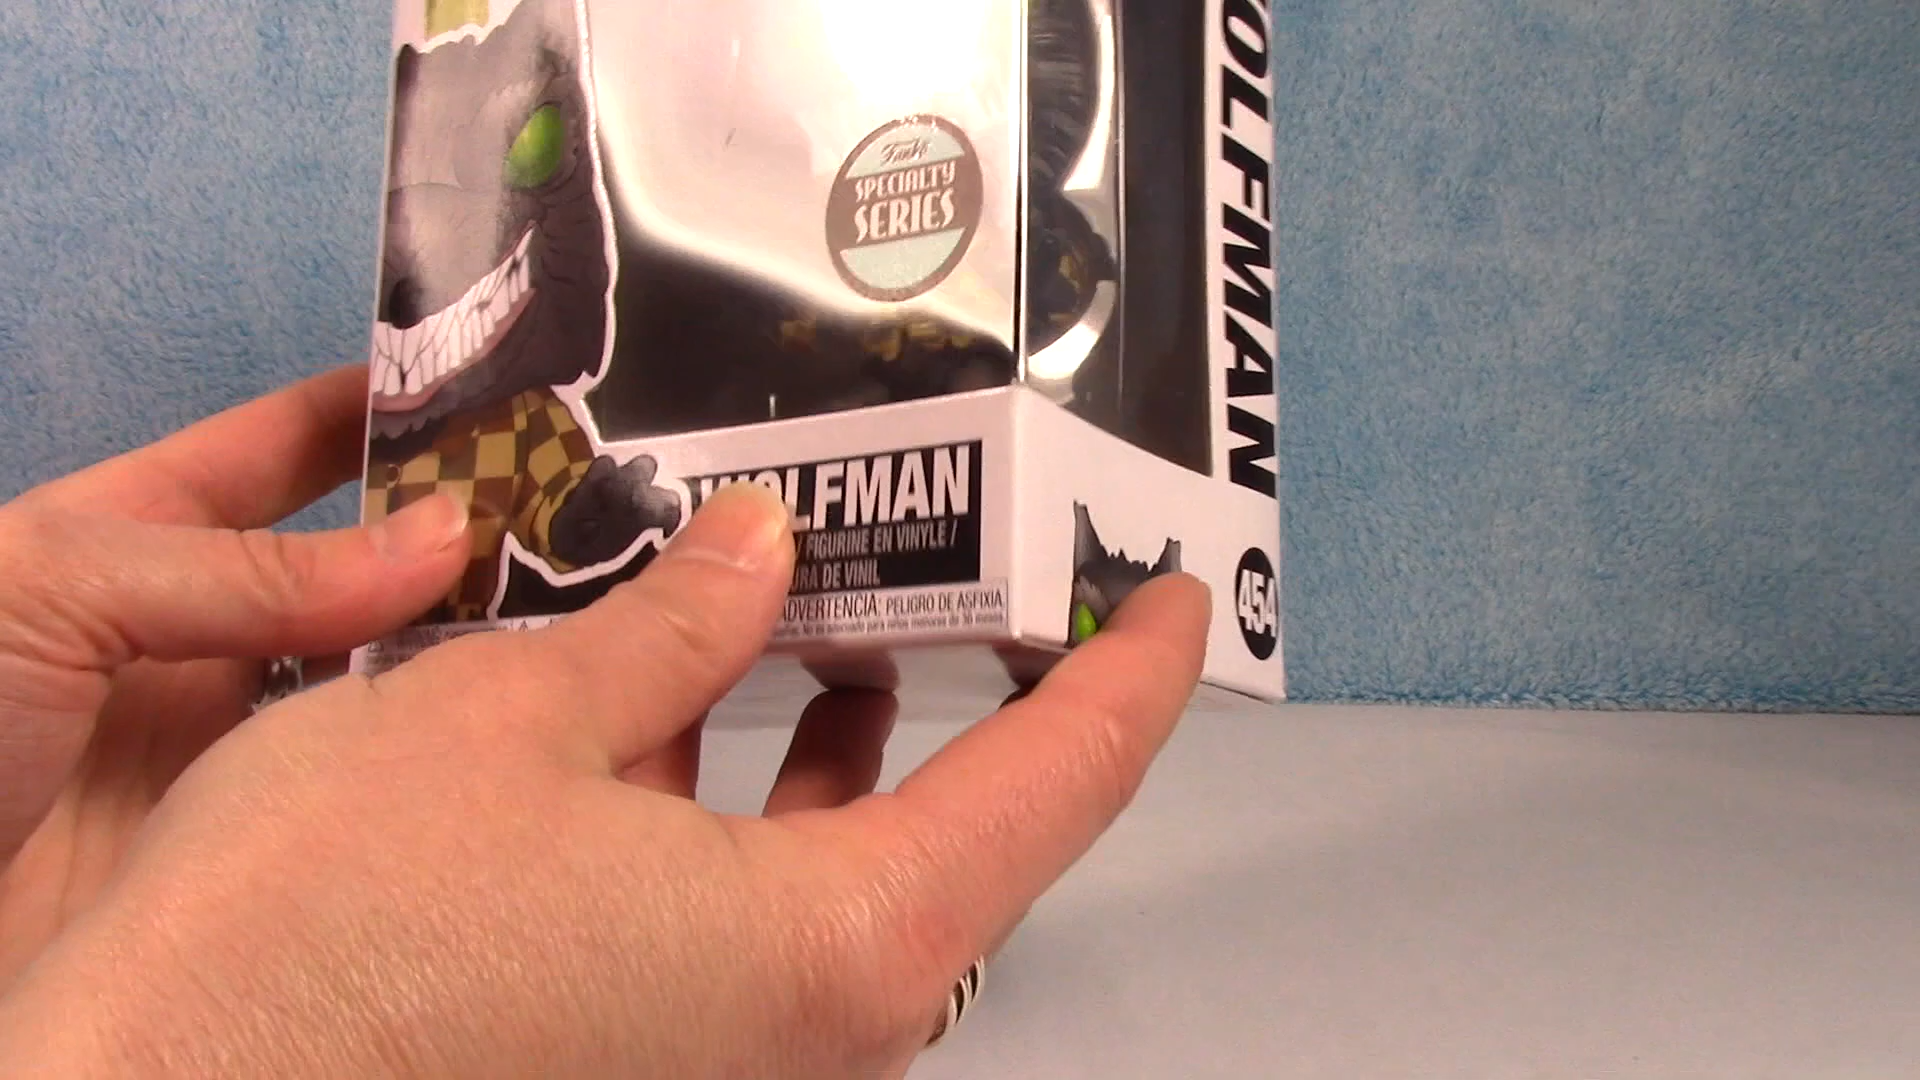 Funko
SPECIALTY
SERIES
WOLFMAN
/ FIGURINE EN VINYLE /
URA DE VINIL
ADVERTENCIA: PELIGRO DE ASFIXIA
OLFMAN
454